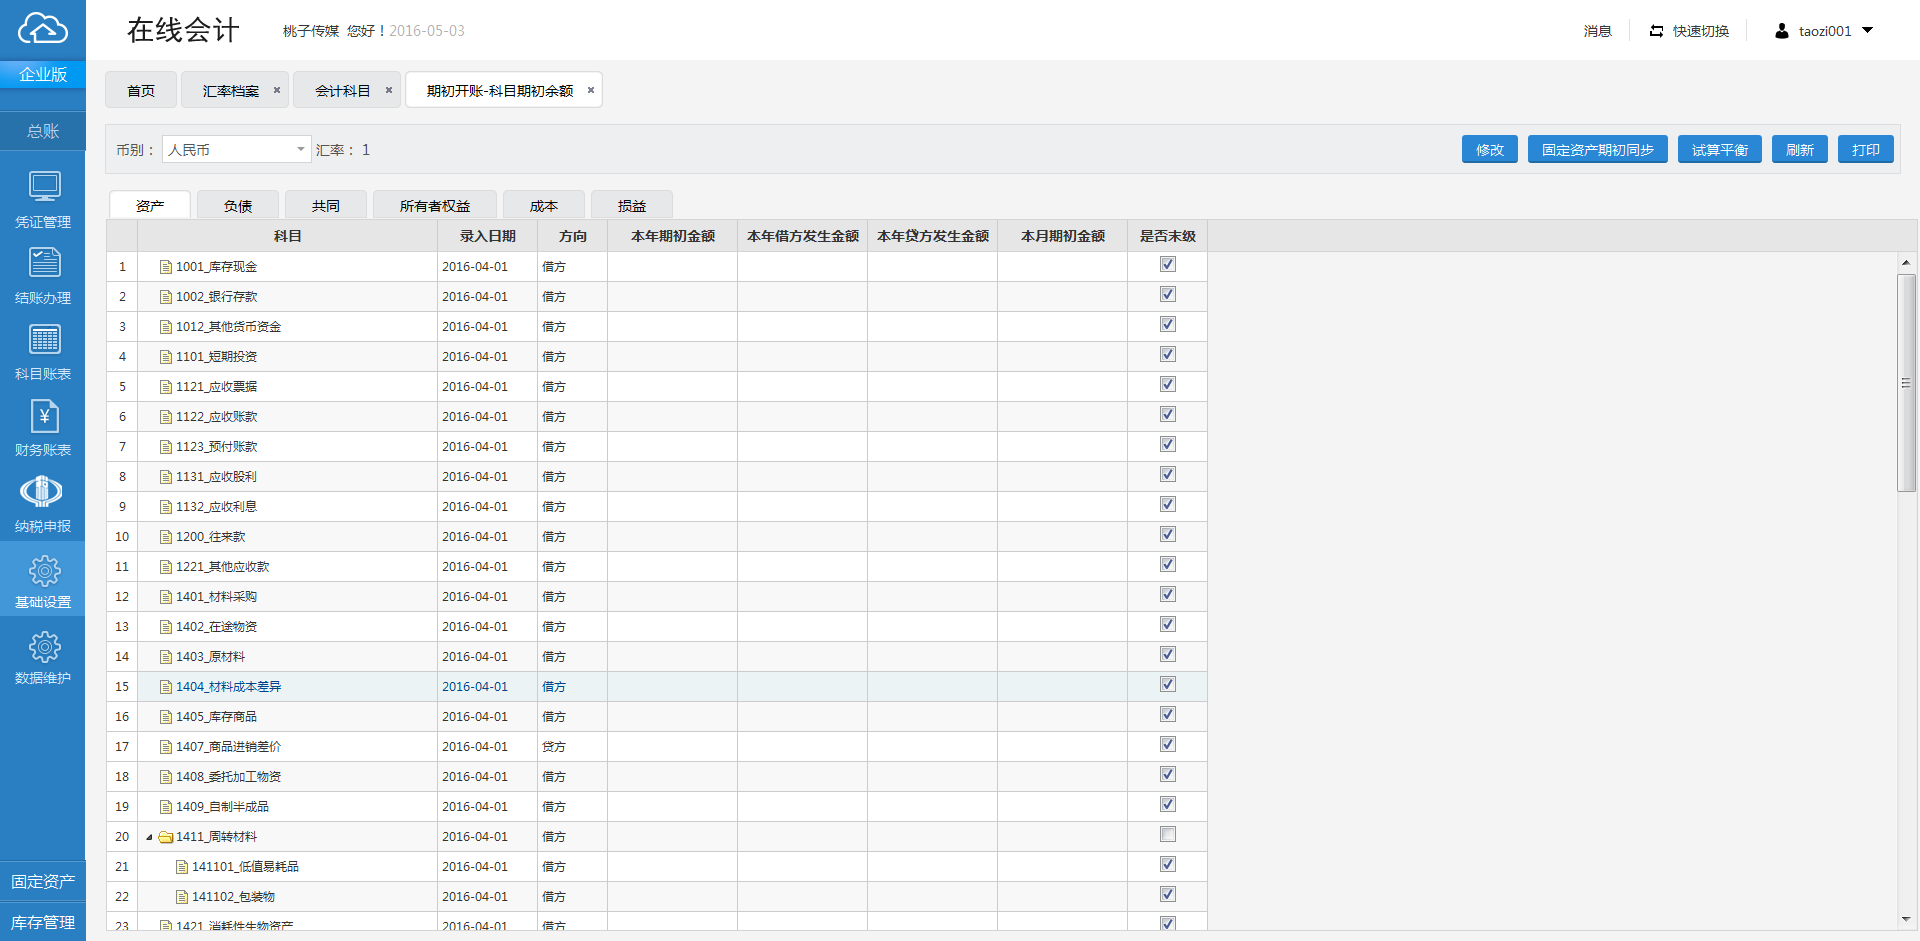 在线会计 桃子传媒 您好！2016-05-03 消息 快速切换 taozi001
企业版
总账
凭证管理
结账办理
科目账表
财务账表
纳税申报
基础设置
数据维护
固定资产
库存管理
首页 汇率档案 会计科目 期初开账-科目期初余额
币别： 人民币 汇率： 1 修改 固定资产期初同步 试算平衡 刷新 打印
资产 负债 共同 所有者权益 成本 损益
科目 录入日期 方向 本年期初金额 本年借方发生金额 本年贷方发生金额 本月期初金额 是否末级
1 1001_库存现金 2016-04-01 借方
2 1002_银行存款 2016-04-01 借方
3 1012_其他货币资金 2016-04-01 借方
4 1101_短期投资 2016-04-01 借方
5 1121_应收票据 2016-04-01 借方
6 1122_应收账款 2016-04-01 借方
7 1123_预付账款 2016-04-01 借方
8 1131_应收股利 2016-04-01 借方
9 1132_应收利息 2016-04-01 借方
10 1200_往来款 2016-04-01 借方
11 1221_其他应收款 2016-04-01 借方
12 1401_材料采购 2016-04-01 借方
13 1402_在途物资 2016-04-01 借方
14 1403_原材料 2016-04-01 借方
15 1404_材料成本差异 2016-04-01 借方
16 1405_库存商品 2016-04-01 借方
17 1407_商品进销差价 2016-04-01 贷方
18 1408_委托加工物资 2016-04-01 借方
19 1409_自制半成品 2016-04-01 借方
20 1411_周转材料 2016-04-01 借方
21 141101_低值易耗品 2016-04-01 借方
22 141102_包装物 2016-04-01 借方
23 1421_消耗性生物资产 2016-04-01 借方